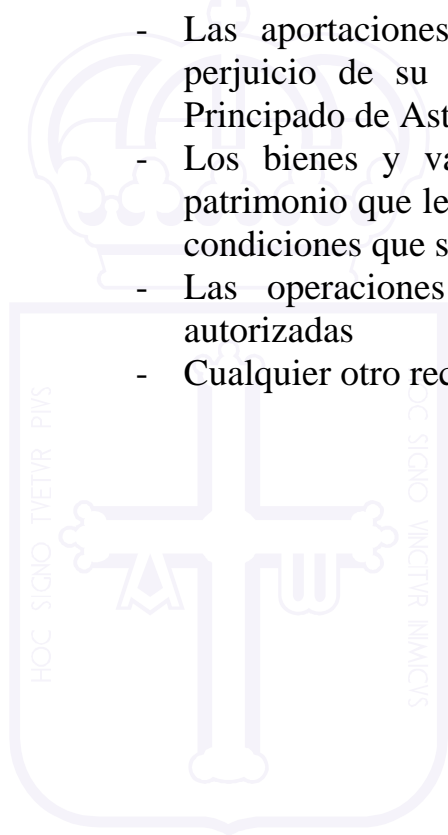 - Las aportaciones
perjuicio de su
Principado de Ast
- Los bienes y va
patrimonio que le
condiciones que s
- Las operaciones
autorizadas
- Cualquier otro rec
HOC SIGNO TVETVR PIVS
OC SIGNO VINCITVR INIMICVS
A W